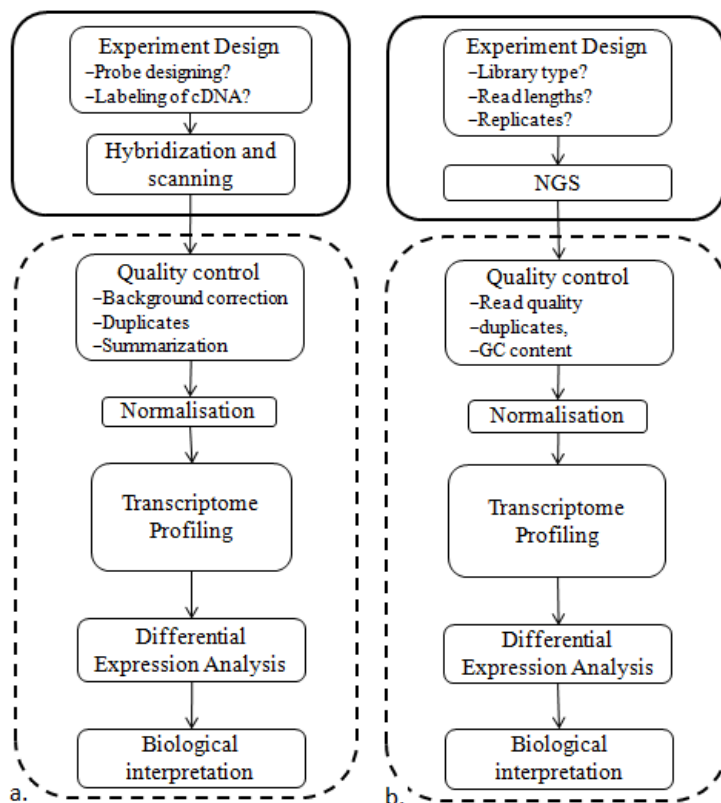 Experiment Design
–Probe designing?
–Labeling of cDNA?
Hybridization and
scanning
Quality control
–Background correction
–Duplicates
–Summarization
Normalisation
Transcriptome
Profiling
Differential
Expression Analysis
Biological
interpretation
a.
Experiment Design
–Library type?
–Read lengths?
–Replicates?
NGS
Quality control
–Read quality
–duplicates,
–GC content
Normalisation
Transcriptome
Profiling
Differential
Expression Analysis
Biological
interpretation
b.